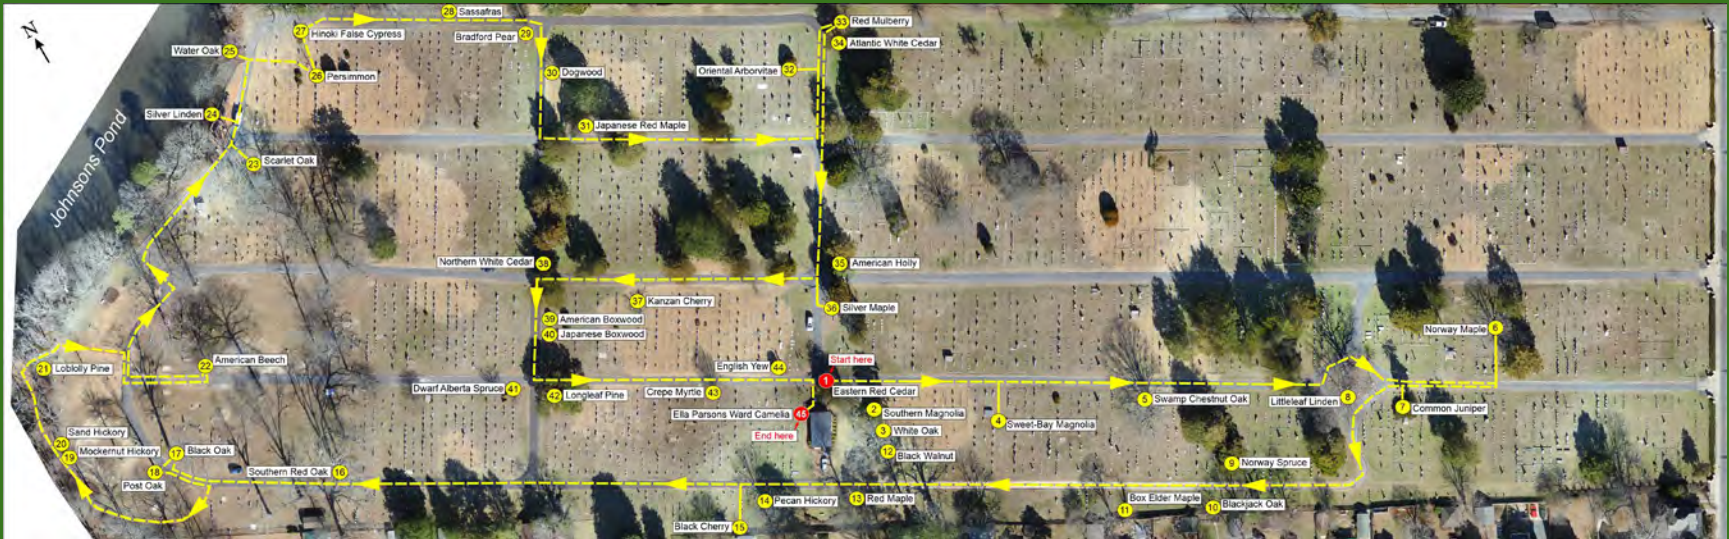 N
28 Sassafras
27 Hinoki False Cypress
Bradford Pear 29
33 Red Mulberry
34 Atlantic White Cedar
Water Oak 25
26 Persimmon
30 Dogwood
Oriental Arborvitae 32
Silver Linden 24
31 Japanese Red Maple
23 Scarlet Oak
Johnsons Pond
Northern White Cedar 38
35 American Holly
37 Kanzan Cherry
36 Silver Maple
39 American Boxwood
40 Japanese Boxwood
Norway Maple 6
22 American Beech
21 Loblolly Pine
English Yew 44
Start here
1 Eastern Red Cedar
Dwarf Alberta Spruce 41
42 Longleaf Pine
Crepe Myrtle 43
5 Swamp Chestnut Oak
Littleleaf Linden 8
7 Common Juniper
Ella Parsons Ward Camelia 45
End here
2 Southern Magnolia
4 Sweet-Bay Magnolia
3 White Oak
12 Black Walnut
Sand Hickory
20
19 Mockernut Hickory
17 Black Oak
18
Post Oak
Southern Red Oak 16
9 Norway Spruce
14 Pecan Hickory
13 Red Maple
Box Elder Maple
11
10 Blackjack Oak
Black Cherry 15